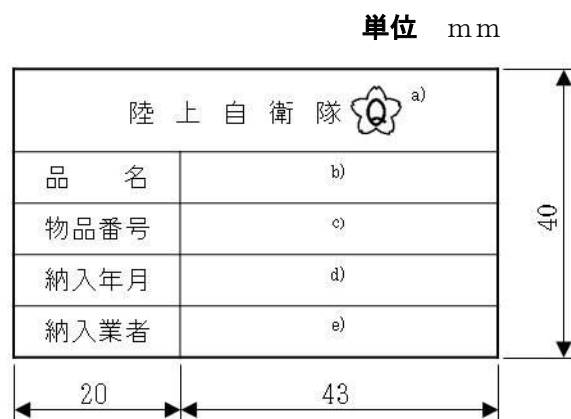 単位 mm
陸上自衛隊 Q a)
品名 b)
物品番号 c)
納入年月 d)
納入業者 e)
40
20 43